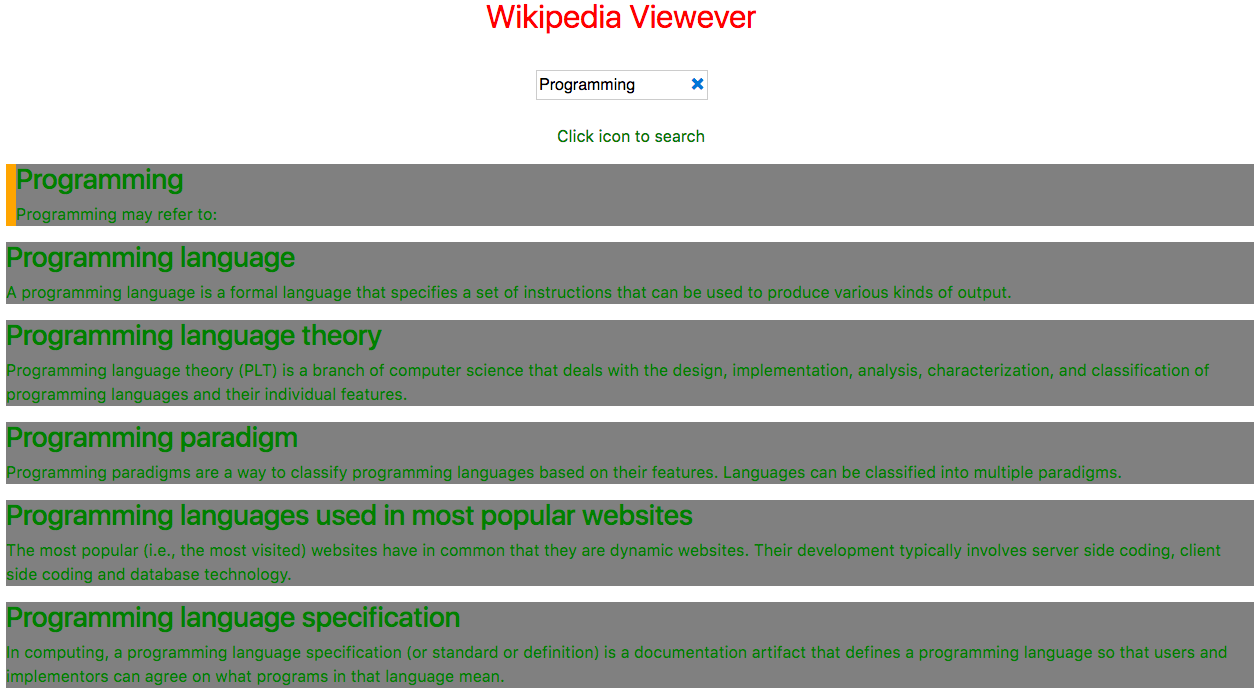 Wikipedia Viewever
Programming
Click icon to search
Programming
Programming may refer to:
Programming language
A programming language is a formal language that specifies a set of instructions that can be used to produce various kinds of output.
Programming language theory
Programming language theory (PLT) is a branch of computer science that deals with the design, implementation, analysis, characterization, and classification of
programming languages and their individual features.
Programming paradigm
Programming paradigms are a way to classify programming languages based on their features. Languages can be classified into multiple paradigms.
Programming languages used in most popular websites
The most popular (i.e., the most visited) websites have in common that they are dynamic websites. Their development typically involves server side coding, client
side coding and database technology.
Programming language specification
In computing, a programming language specification (or standard or definition) is a documentation artifact that defines a programming language so that users and
implementors can agree on what programs in that language mean.